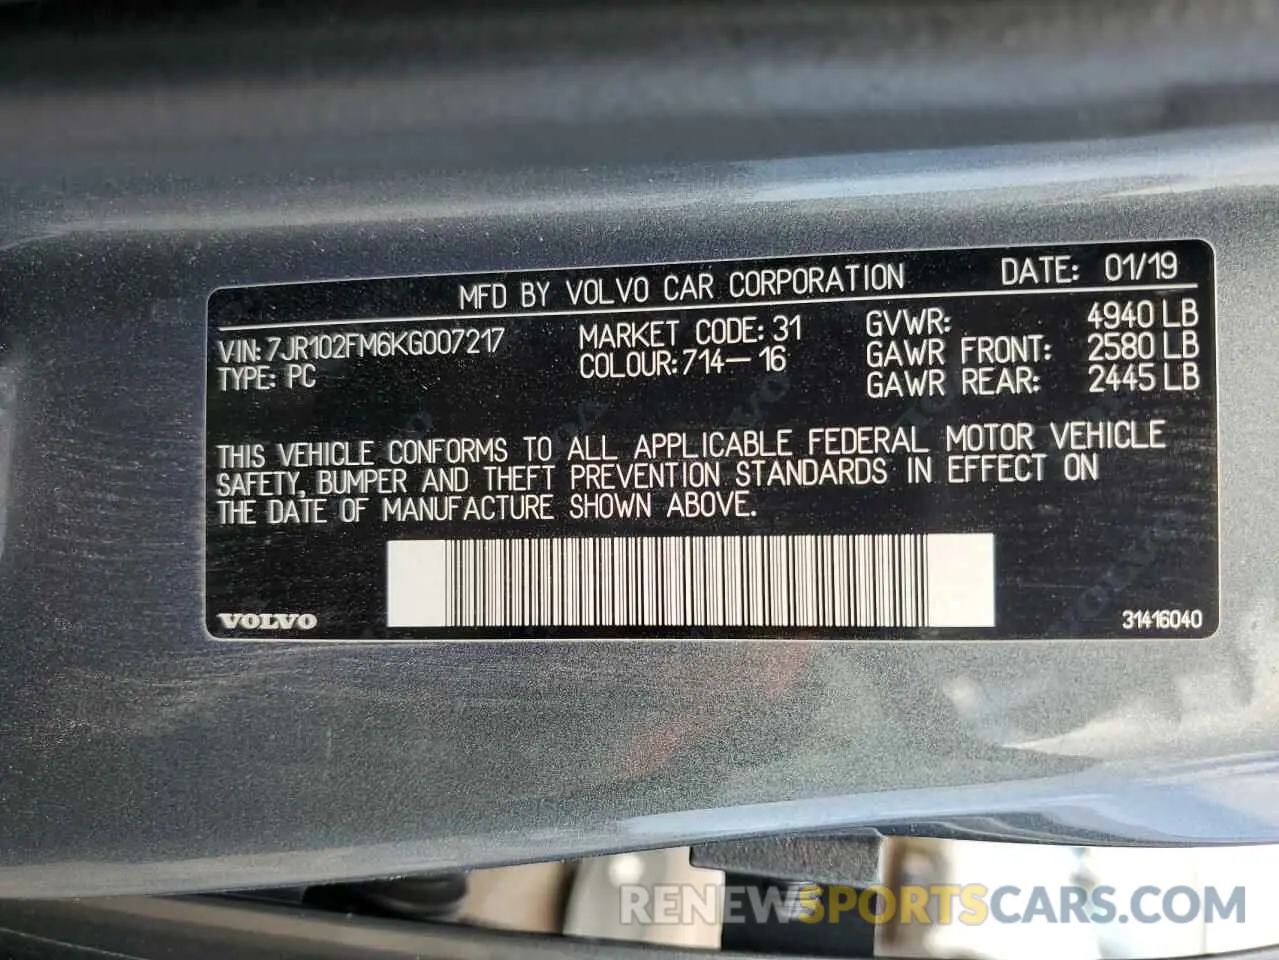 MFD BY VOLVO CAR CORPORATION DATE: 01/19
VIN: 7JR102FM6KG007217 MARKET CODE: 31 GVWR: 4940 LB
TYPE: PC COLOUR: 714-16 GAWR FRONT: 2580 LB
GAWR REAR: 2445 LB
THIS VEHICLE CONFORMS TO ALL APPLICABLE FEDERAL MOTOR VEHICLE
SAFETY, BUMPER AND THEFT PREVENTION STANDARDS IN EFFECT ON
THE DATE OF MANUFACTURE SHOWN ABOVE.
VOLVO 31416040
RENEWSPORTSCARS.COM